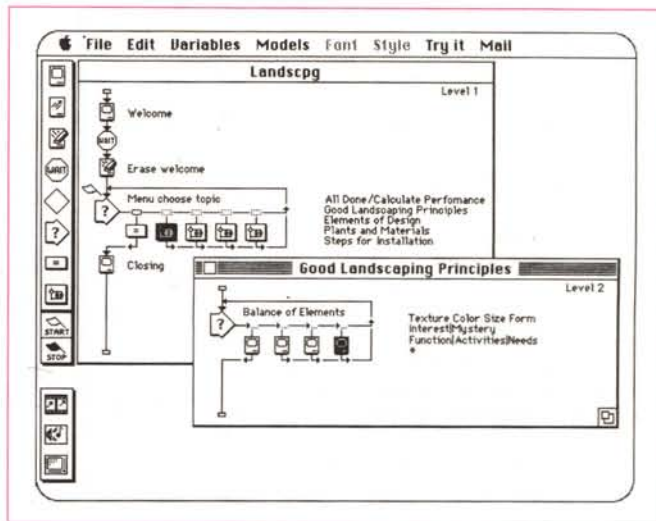 File Edit Variables Models Font Style Try it Mail
Landscpg
Level 1
Welcome
WAIT
Erase welcome
Menu choose topic
?
=
All Done/Calculate Perfomance
Good Landscaping Principles
Elements of Design
Plants and Materials
Steps for Installation
Closing
Good Landscaping Principles
Level 2
Balance of Elements
?
Texture Color Size Form
Interest|Mystery
Function|Activities|Needs
WAIT
?
=
START
STOP